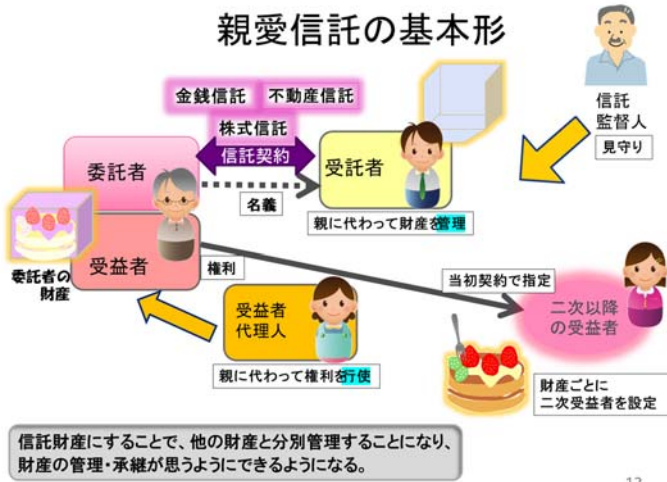 親愛信託の基本形
金銭信託
不動産信託
株式信託
信託契約
委託者
受託者
信託
監督人
見守り
名義
親に代わって財産を管理
委託者の
財産
受益者
権利
当初契約で指定
二次以降
の受益者
受益者
代理人
親に代わって権利を行使
財産ごとに
二次受益者を設定
信託財産にすることで、他の財産と分別管理することになり、
財産の管理・承継が思うようにできるようになる。